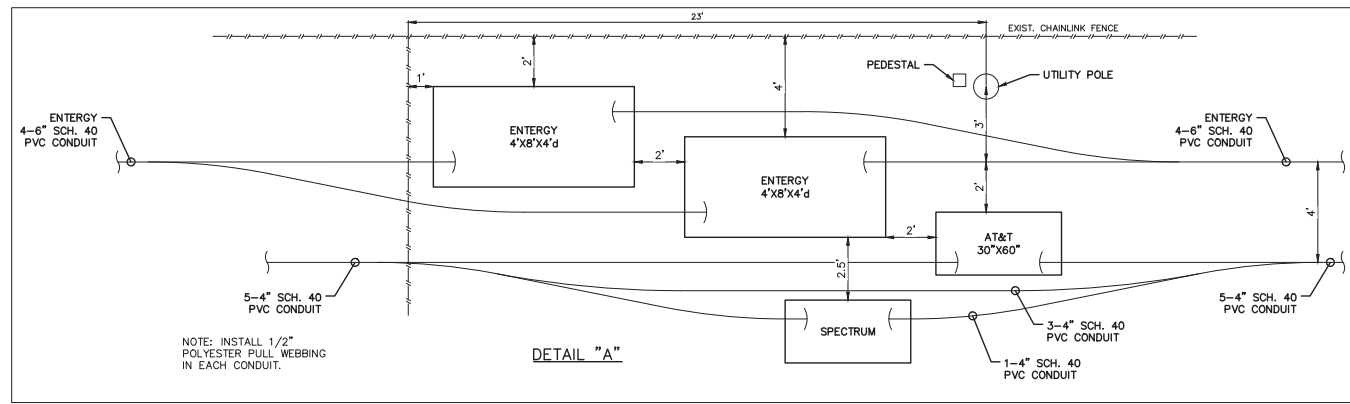 23'
EXIST. CHAINLINK FENCE
2'
4'
1'
PEDESTAL
UTILITY POLE
3'
ENTERGY
4-6" SCH. 40
PVC CONDUIT
ENTERGY
4'X8'X4'd
2'
ENTERGY
4'X8'X4'd
ENTERGY
4-6" SCH. 40
PVC CONDUIT
2'
4'
2'
AT&T
30"X60"
2.5'
5-4" SCH. 40
PVC CONDUIT
SPECTRUM
3-4" SCH. 40
PVC CONDUIT
5-4" SCH. 40
PVC CONDUIT
1-4" SCH. 40
PVC CONDUIT
NOTE: INSTALL 1/2"
POLYESTER PULL WEBBING
IN EACH CONDUIT.
DETAIL "A"